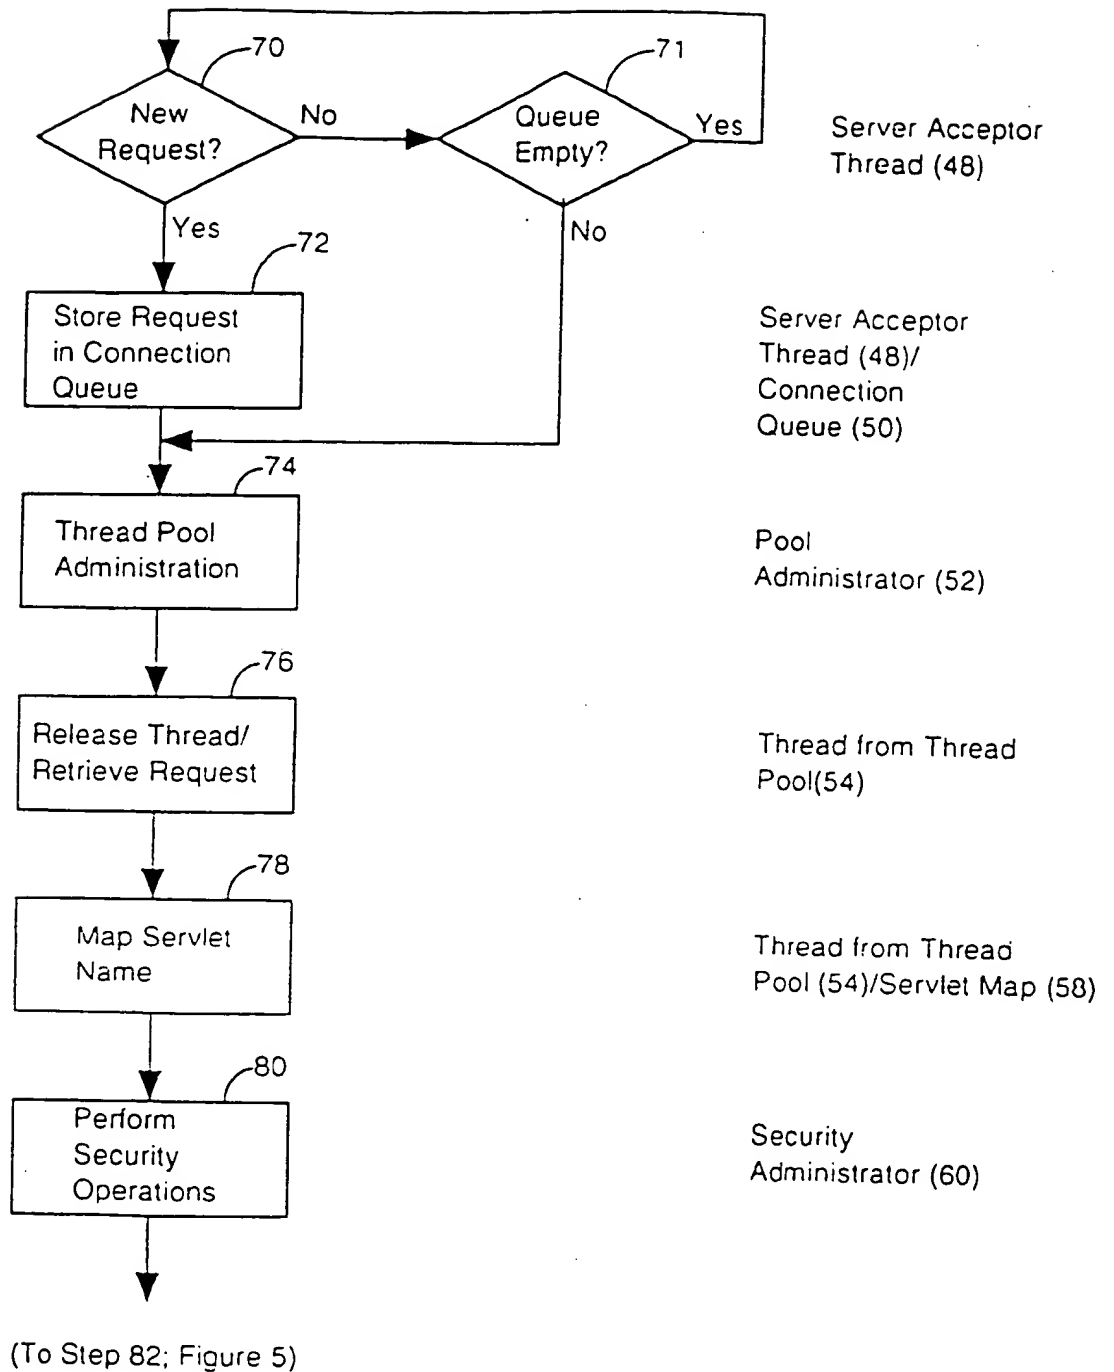 70
71
New
Request?
No
Queue
Empty?
Yes
Server Acceptor
Thread (48)
Yes
No
72
Store Request
in Connection
Queue
Server Acceptor
Thread (48)/
Connection
Queue (50)
74
Thread Pool
Administration
Pool
Administrator (52)
76
Release Thread/
Retrieve Request
Thread from Thread
Pool(54)
78
Map Servlet
Name
Thread from Thread
Pool (54)/Servlet Map (58)
80
Perform
Security
Operations
Security
Administrator (60)
(To Step 82; Figure 5)